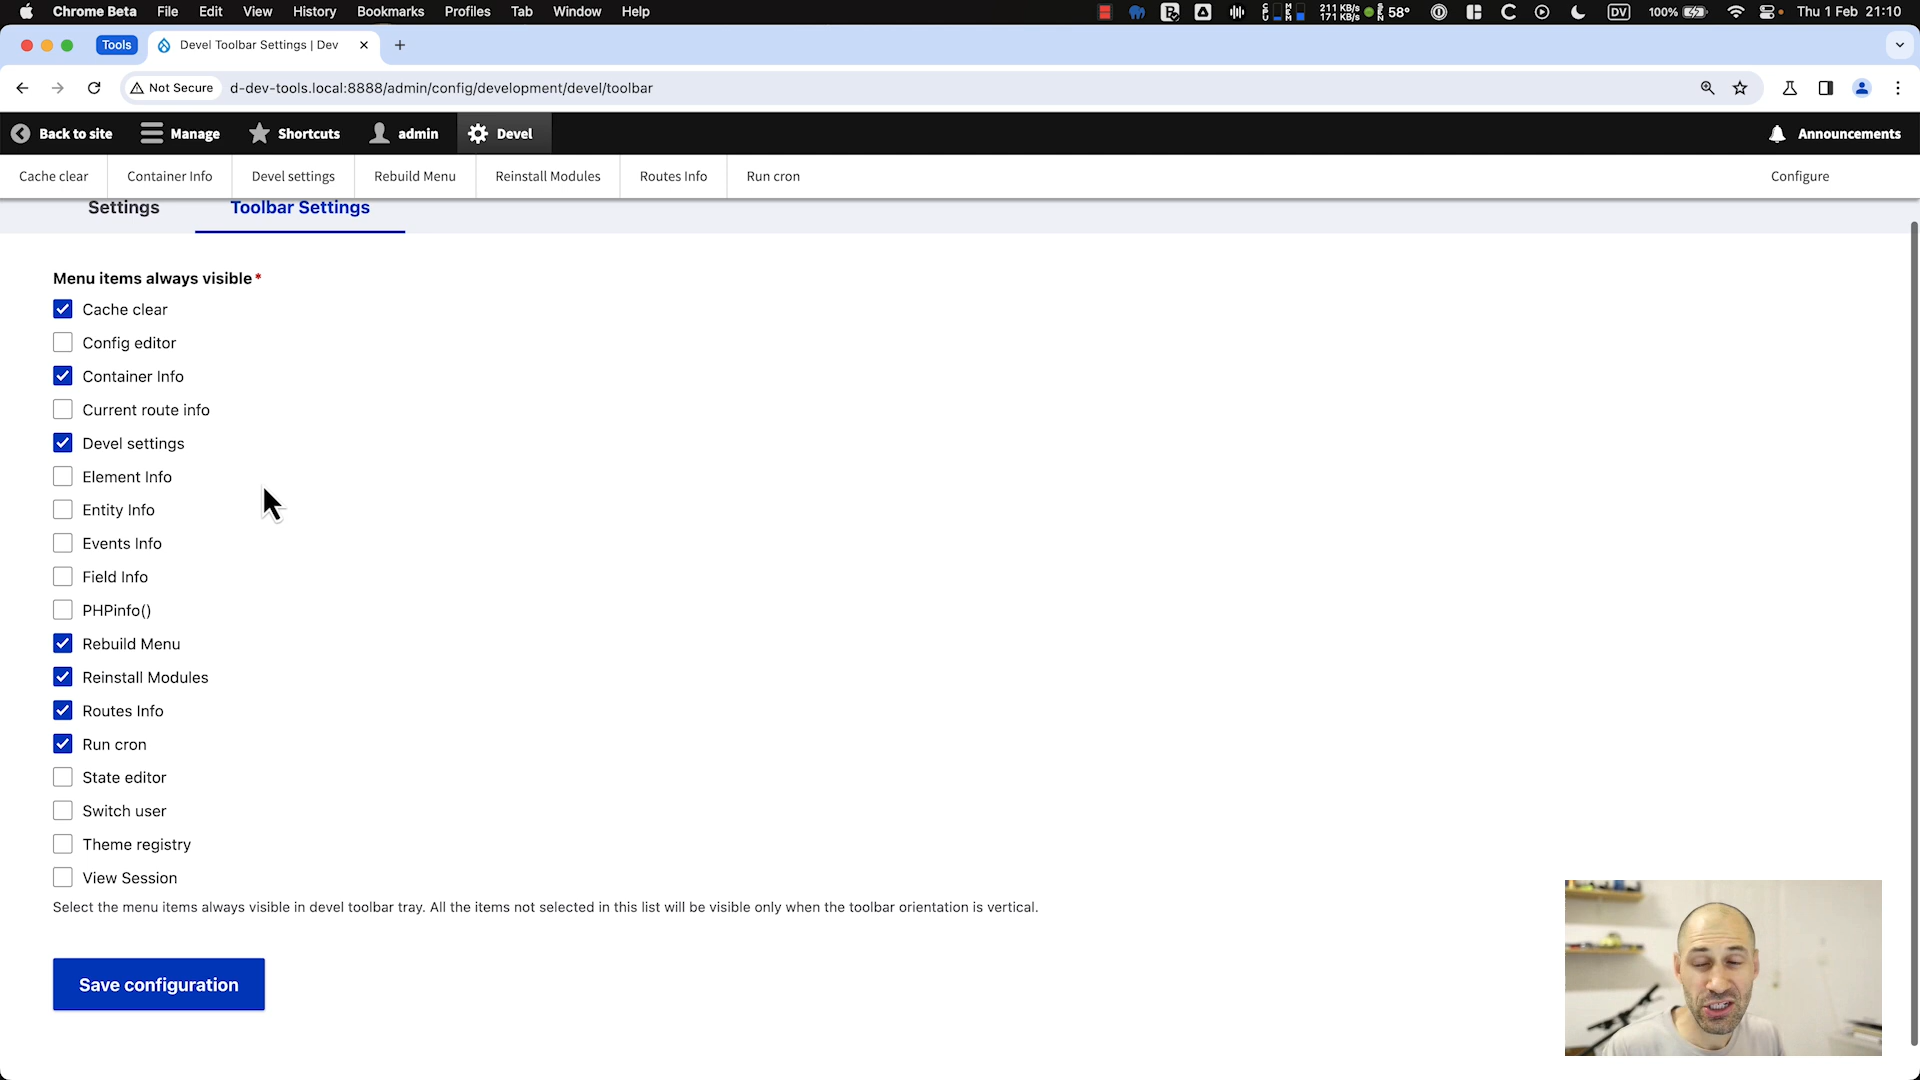 Chrome Beta File Edit View History Bookmarks Profiles Tab Window Help
211 KB/s
171 KB/s
58° DV 100% Thu 1 Feb 21:10
Tools Devel Toolbar Settings | Dev
Not Secure d-dev-tools.local:8888/admin/config/development/devel/toolbar
Back to site Manage Shortcuts admin Devel Announcements
Cache clear Container Info Devel settings Rebuild Menu Reinstall Modules Routes Info Run cron Configure
Settings Toolbar Settings
Menu items always visible*
Cache clear
Config editor
Container Info
Current route info
Devel settings
Element Info
Entity Info
Events Info
Field Info
PHPinfo()
Rebuild Menu
Reinstall Modules
Routes Info
Run cron
State editor
Switch user
Theme registry
View Session
Select the menu items always visible in devel toolbar tray. All the items not selected in this list will be visible only when the toolbar orientation is vertical.
Save configuration